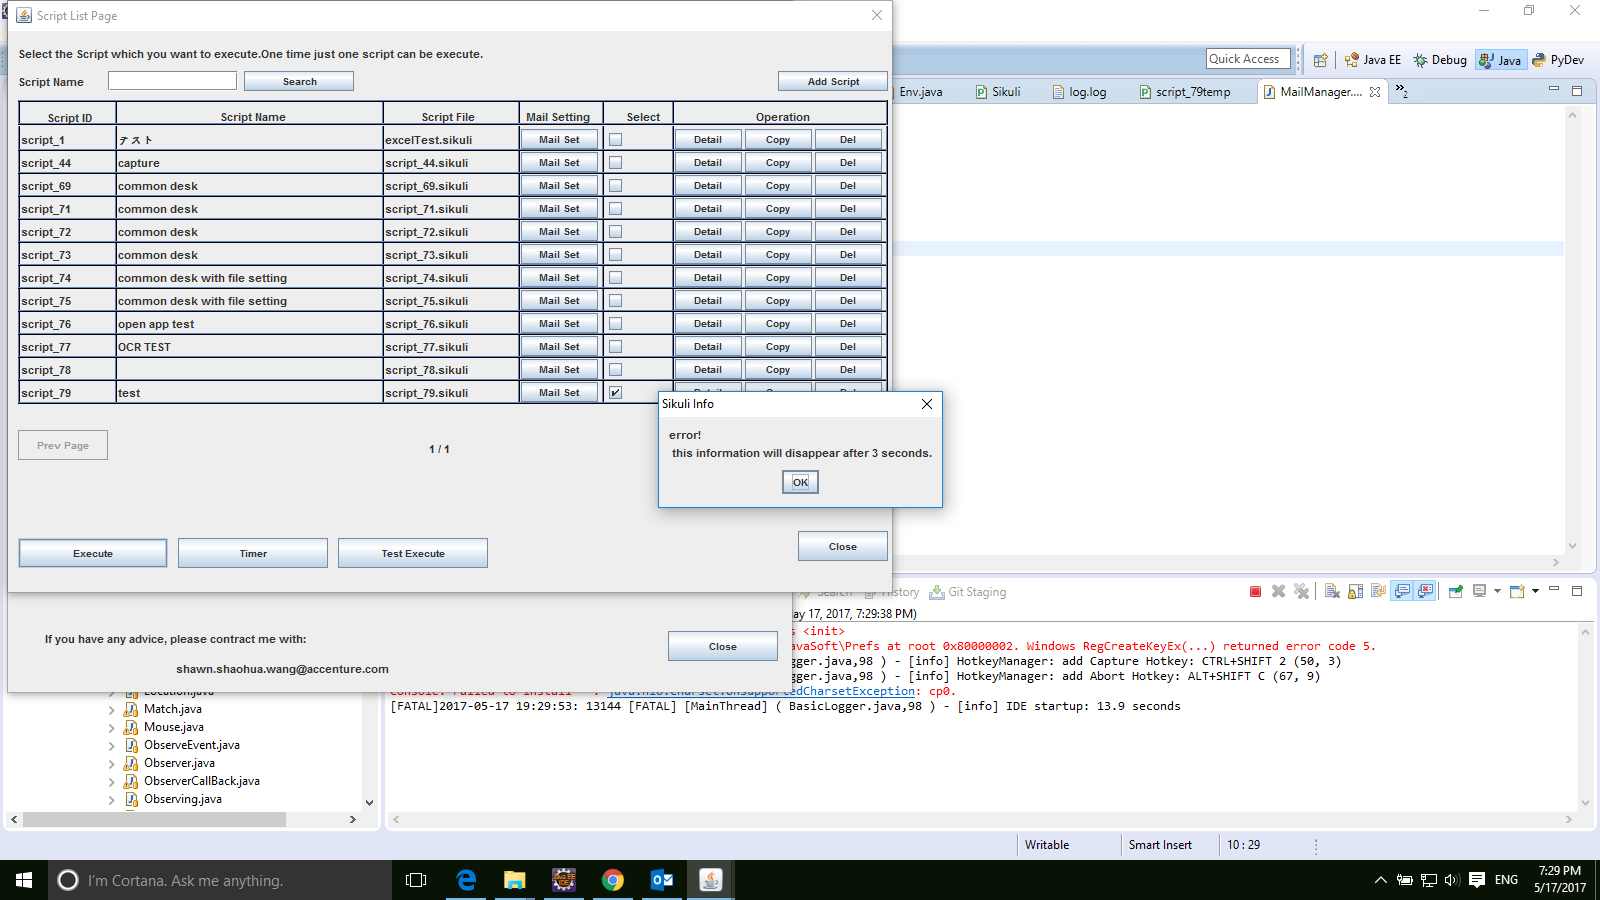 Script List Page
Select the Script which you want to execute.One time just one script can be execute.
Script Name Search Add Script
Script ID Script Name Script File Mail Setting Select Operation
script_1 テスト excelTest.sikuli Mail Set Detail Copy Del
script_44 capture script_44.sikuli Mail Set Detail Copy Del
script_69 common desk script_69.sikuli Mail Set Detail Copy Del
script_71 common desk script_71.sikuli Mail Set Detail Copy Del
script_72 common desk script_72.sikuli Mail Set Detail Copy Del
script_73 common desk script_73.sikuli Mail Set Detail Copy Del
script_74 common desk with file setting script_74.sikuli Mail Set Detail Copy Del
script_75 common desk with file setting script_75.sikuli Mail Set Detail Copy Del
script_76 open app test script_76.sikuli Mail Set Detail Copy Del
script_77 OCR TEST script_77.sikuli Mail Set Detail Copy Del
script_78 script_78.sikuli Mail Set Detail Copy Del
script_79 test script_79.sikuli Mail Set
Prev Page 1 / 1
Sikuli Info
error!
this information will disappear after 3 seconds.
OK
Execute Timer Test Execute Close
If you have any advice, please contract me with:
shawn.shaohua.wang@accenture.com
Close
Quick Access Java EE Debug Java PyDev
Env.java Sikuli log.log script_79temp MailManager.... »2
Search History Git Staging
ay 17, 2017, 7:29:38 PM)
s <init>
avaSoft\Prefs at root 0x80000002. Windows RegCreateKeyEx(...) returned error code 5.
gger.java,98 ) - [info] HotkeyManager: add Capture Hotkey: CTRL+SHIFT 2 (50, 3)
gger.java,98 ) - [info] HotkeyManager: add Abort Hotkey: ALT+SHIFT C (67, 9)
Console: Failed to install '': java.nio.charset.UnsupportedCharsetException: cp0.
[FATAL]2017-05-17 19:29:53: 13144 [FATAL] [MainThread] ( BasicLogger.java,98 ) - [info] IDE startup: 13.9 seconds
Location.java
Match.java
Mouse.java
ObserveEvent.java
Observer.java
ObserverCallBack.java
Observing.java
Writable Smart Insert 10 : 29
I'm Cortana. Ask me anything.
ENG
7:29 PM
5/17/2017